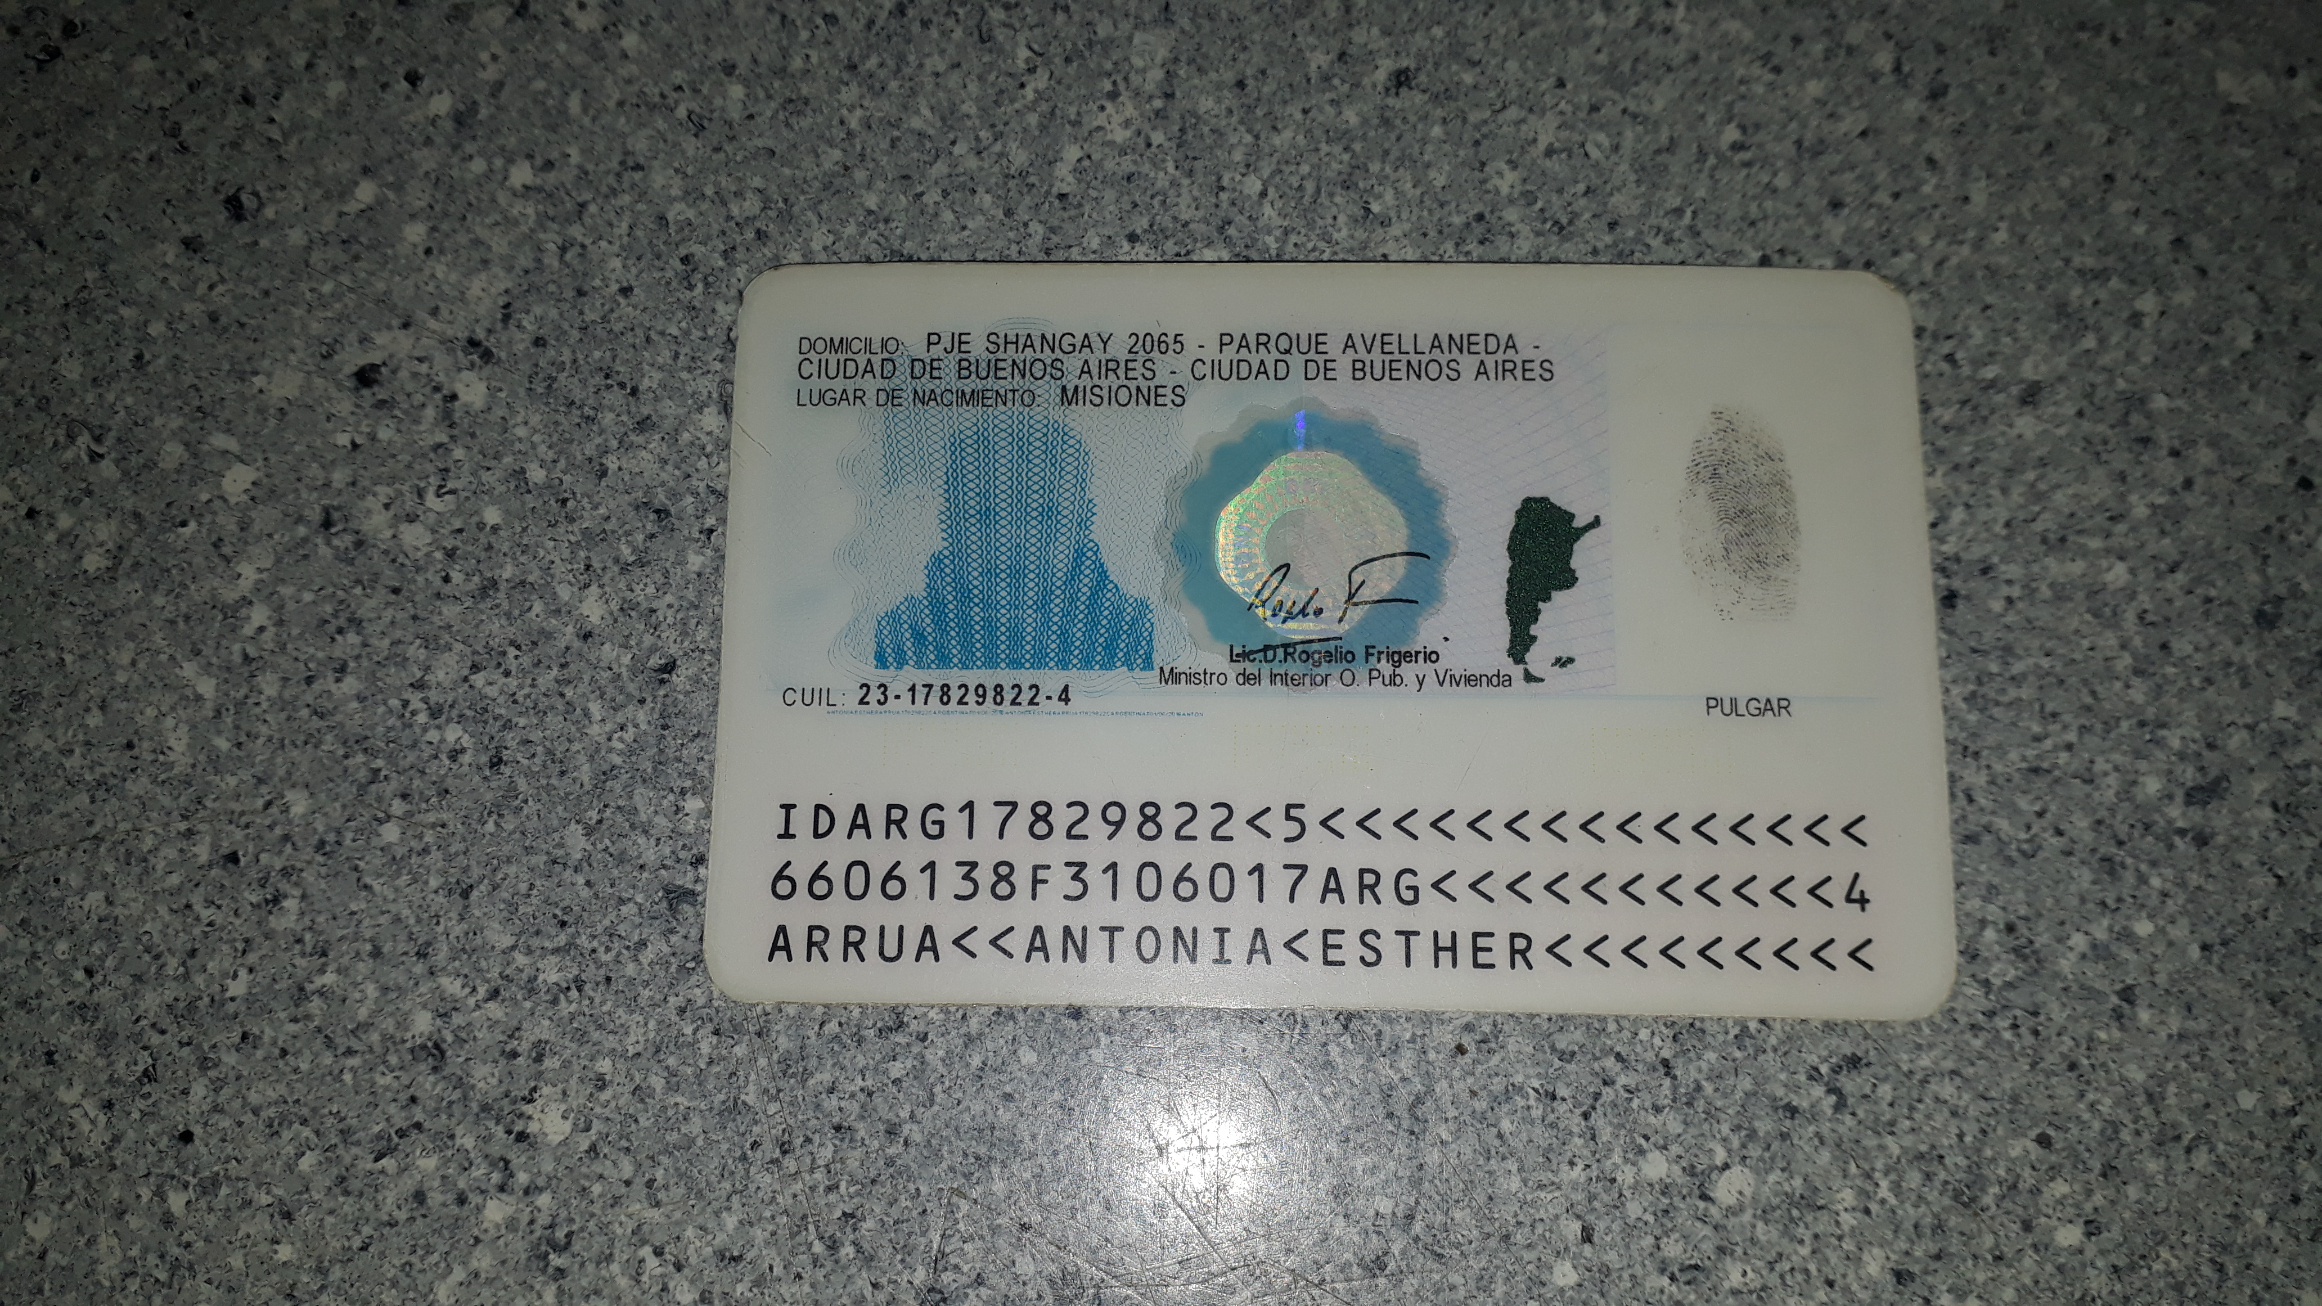 DOMICILIO: PJE SHANGAY 2065 - PARQUE AVELLANEDA -
CIUDAD DE BUENOS AIRES - CIUDAD DE BUENOS AIRES
LUGAR DE NACIMIENTO: MISIONES
Lic.D.Rogelio Frigerio
Ministro del Interior O. Pub. y Vivienda
CUIL: 23-17829822-4
PULGAR
IDARG17829822<5<<<<<<<<<<<<<<<
6606138F3106017ARG<<<<<<<<<<<4
ARRUA<<ANTONIA<ESTHER<<<<<<<<<